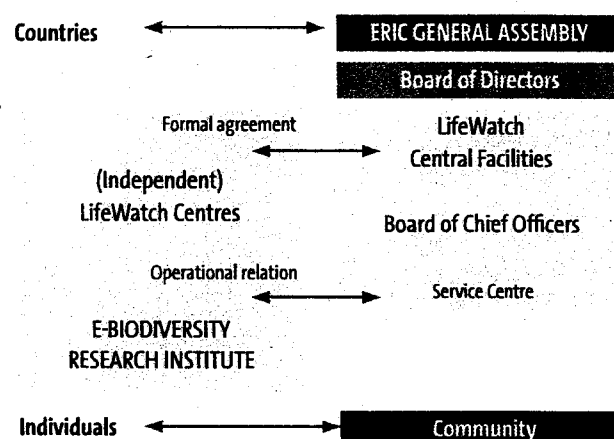 Countries
ERIC GENERAL ASSEMBLY
Board of Directors
Formal agreement
LifeWatch
Central Facilities
(Independent)
LifeWatch Centres
Board of Chief Officers
Operational relation
Service Centre
E-BIODIVERSITY
RESEARCH INSTITUTE
Individuals
Community